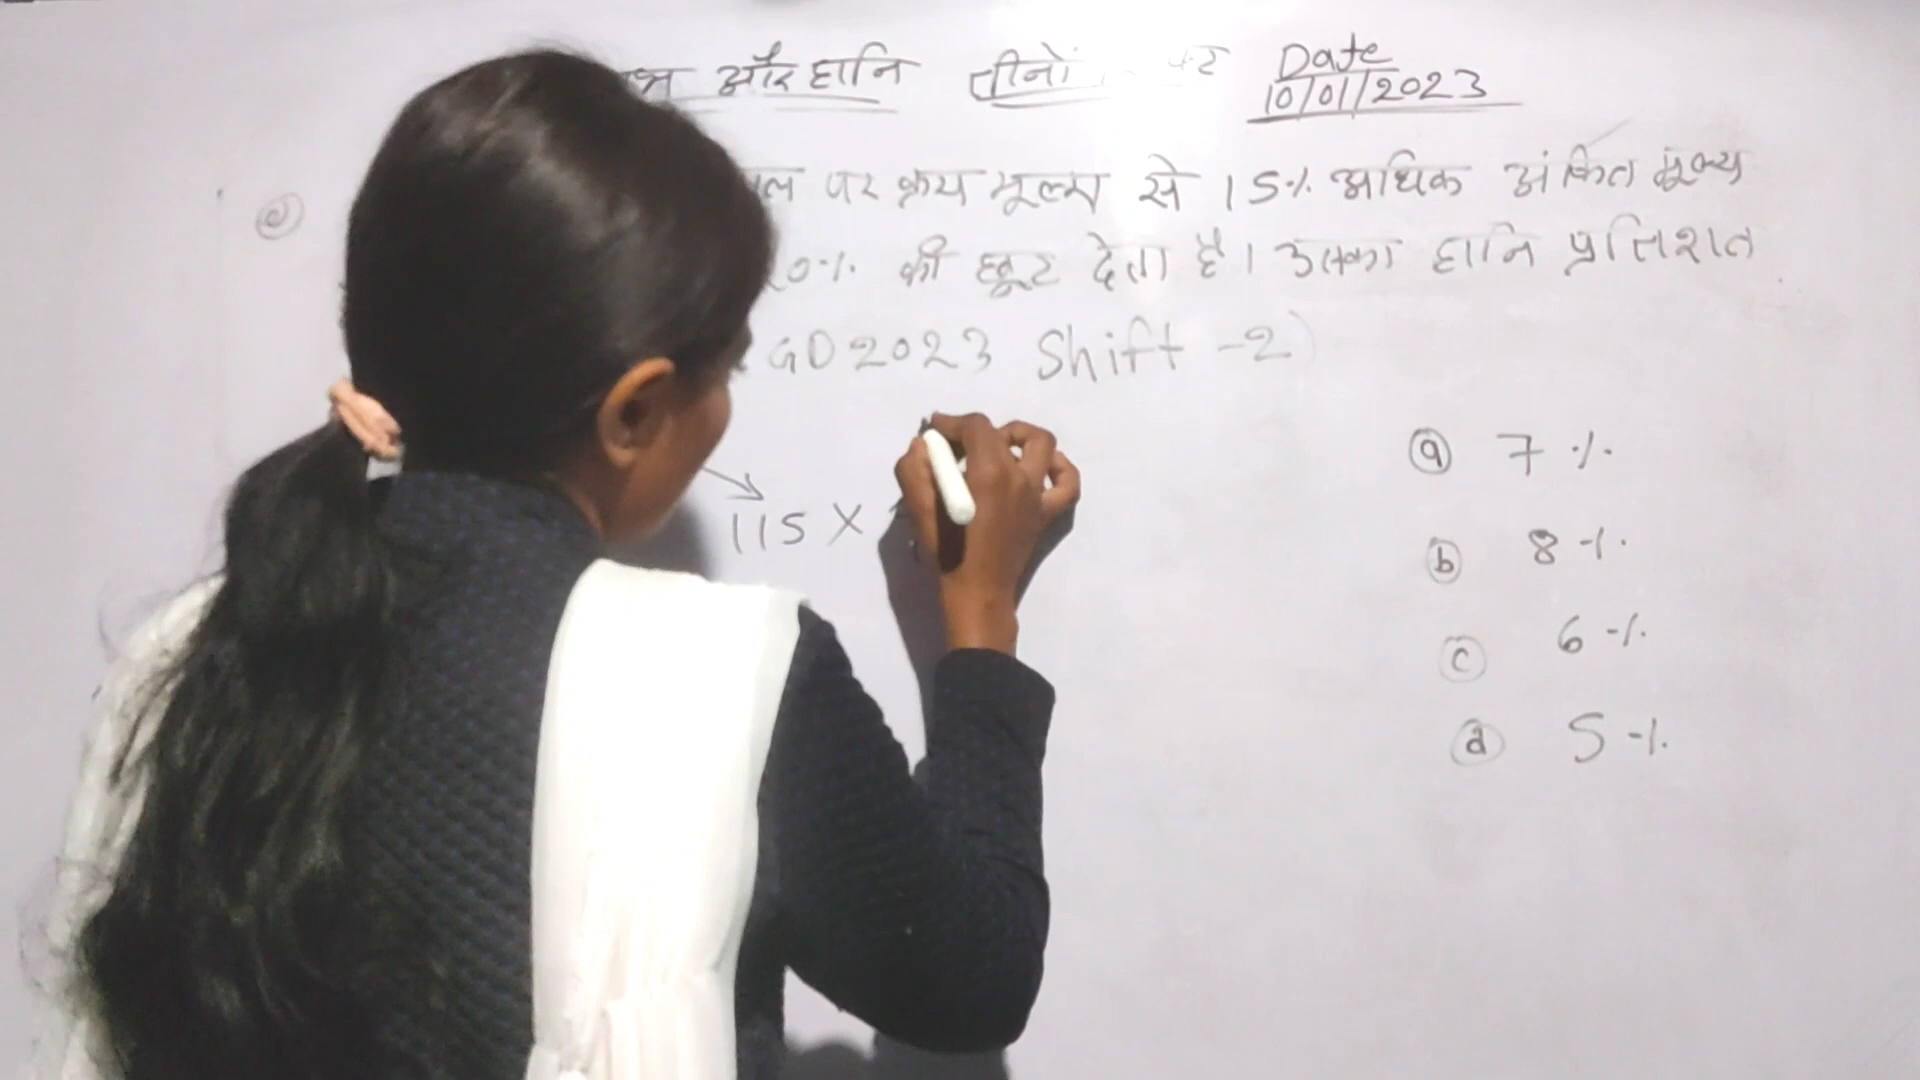 और हानि तीनों Date
10/01/2023
पर क्रय मूल्य से 15% अधिक अंकित मूल्य
0% की छूट देता है। उसका हानि प्रतिशत
GD 2023 Shift -2)
115 ×
(a) 7%
(b) 8%
(c) 6%
(d) 5%